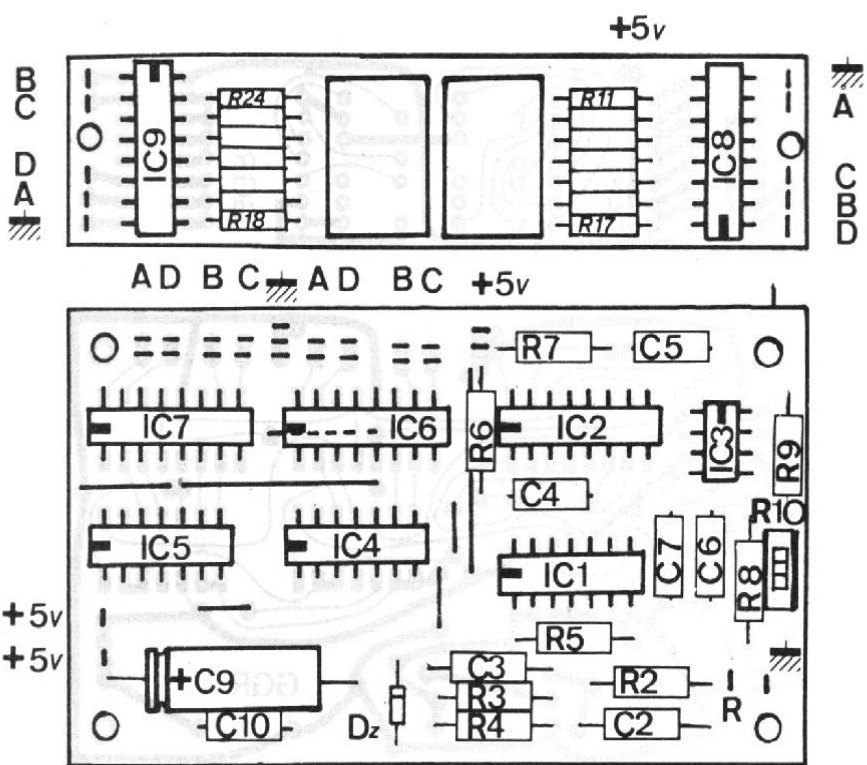 +5v
B
C
D
A
IC9
R24
R18
R11
R17
IC8
A
C
B
D
A D B C A D B C +5v
R7 C5
IC7 IC6 R6 IC2 IC3 R9
C4
R10
IC5 IC4 IC1 C7 C6 R8
+5v
R5
+5v
C9 C3 R2
+
R3
R
C10 Dz R4 C2